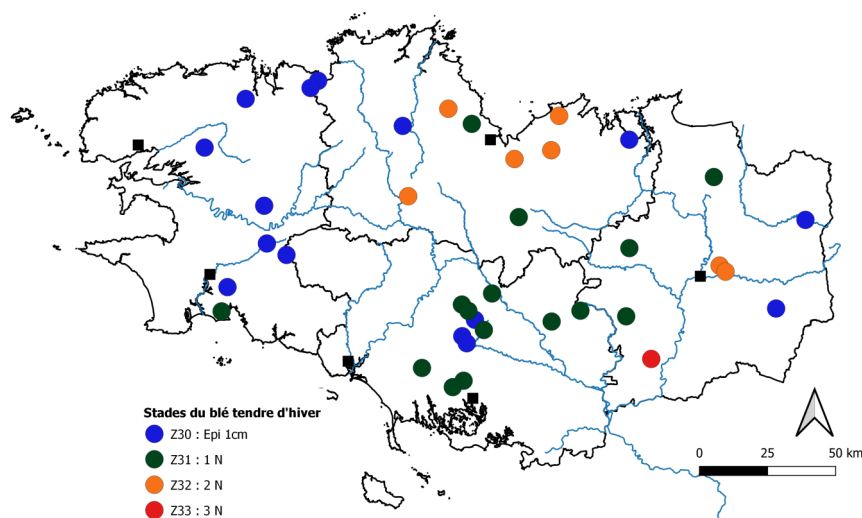 Stades du blé tendre d'hiver
Z30 : Epi 1cm
Z31 : 1 N
Z32 : 2 N
Z33 : 3 N
0 25 50 km